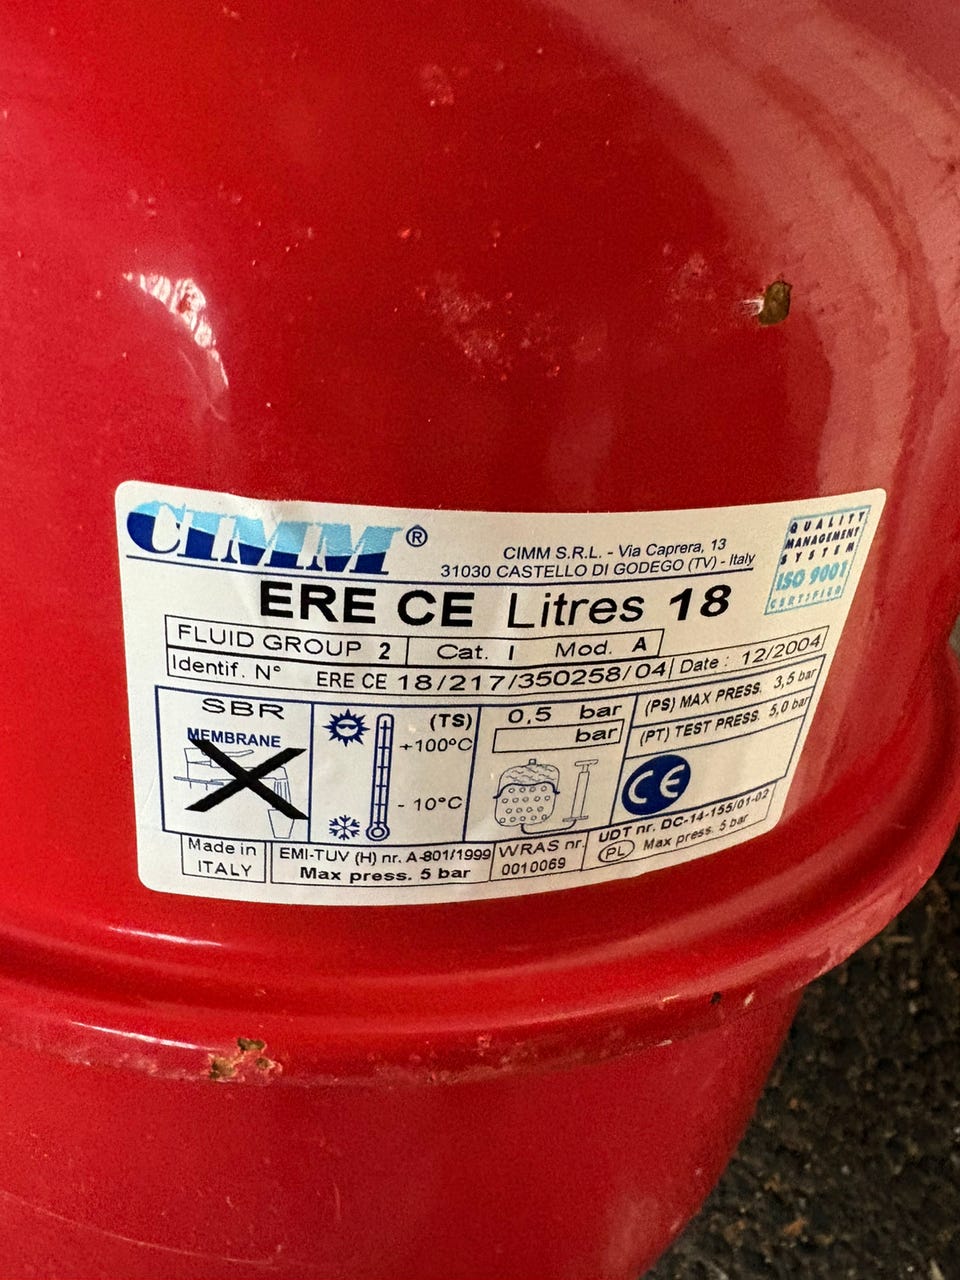 CIMM®
CIMM S.R.L. - Via Caprera, 13
31030 CASTELLO DI GODEGO (TV) - Italy
QUALITY
MANAGEMENT
SYSTEM
ISO 9001
CERTIFIED
ERE CE Litres 18
FLUID GROUP 2 Cat. I Mod. A
Identif. N° ERE CE 18/217/350258/04 Date : 12/2004
SBR
MEMBRANE
(TS)
+100°C
- 10°C
0,5 bar
bar
(PS) MAX PRESS. 3,5 bar
(PT) TEST PRESS. 5,0 bar
CE
Made in
ITALY
EMI-TUV (H) nr. A-801/1999
Max press. 5 bar
WRAS nr.
0010069
UDT nr. DC-14-155/01-02
PL Max press. 5 bar